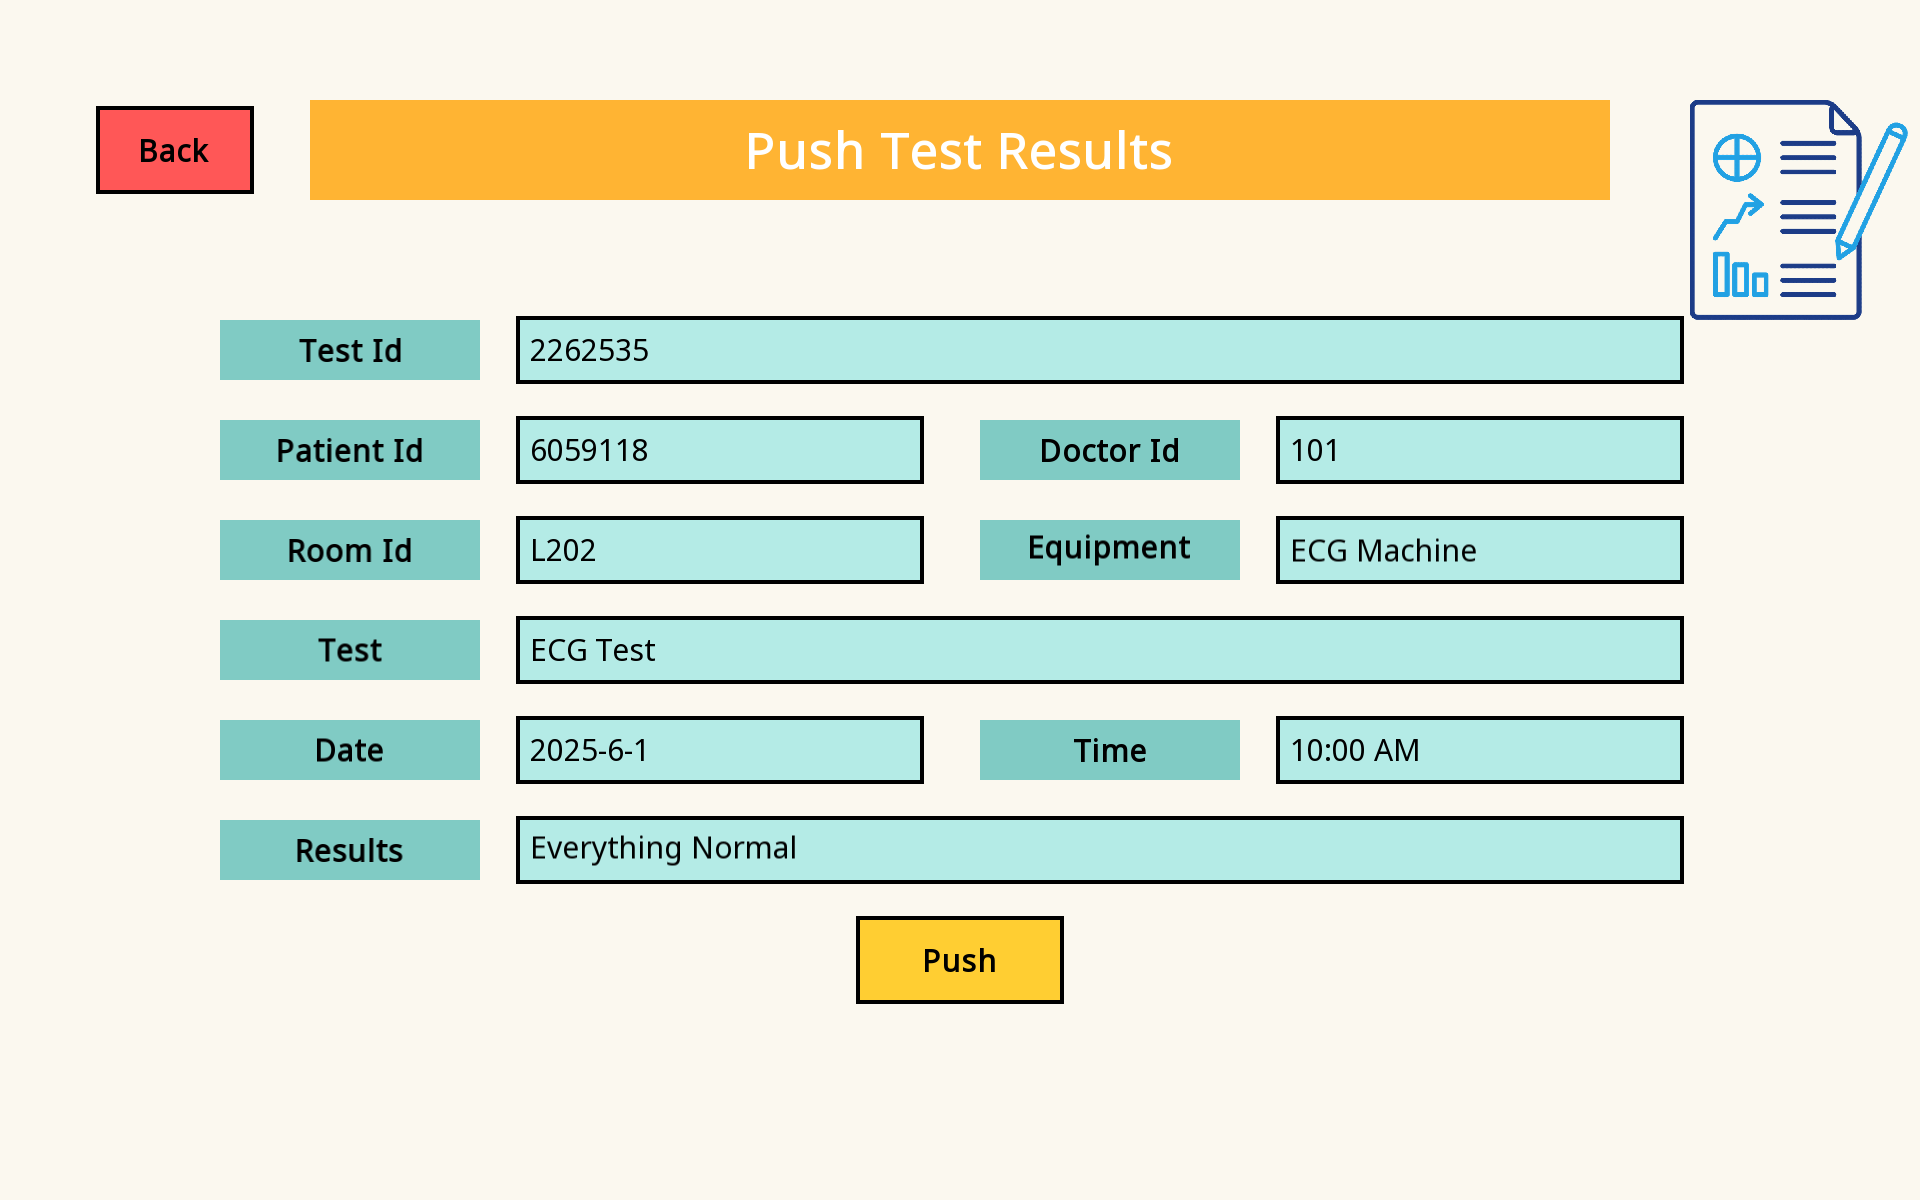 Back
Push Test Results
Test Id
2262535
Patient Id
6059118
Doctor Id
101
Room Id
L202
Equipment
ECG Machine
Test
ECG Test
Date
2025-6-1
Time
10:00 AM
Results
Everything Normal
Push